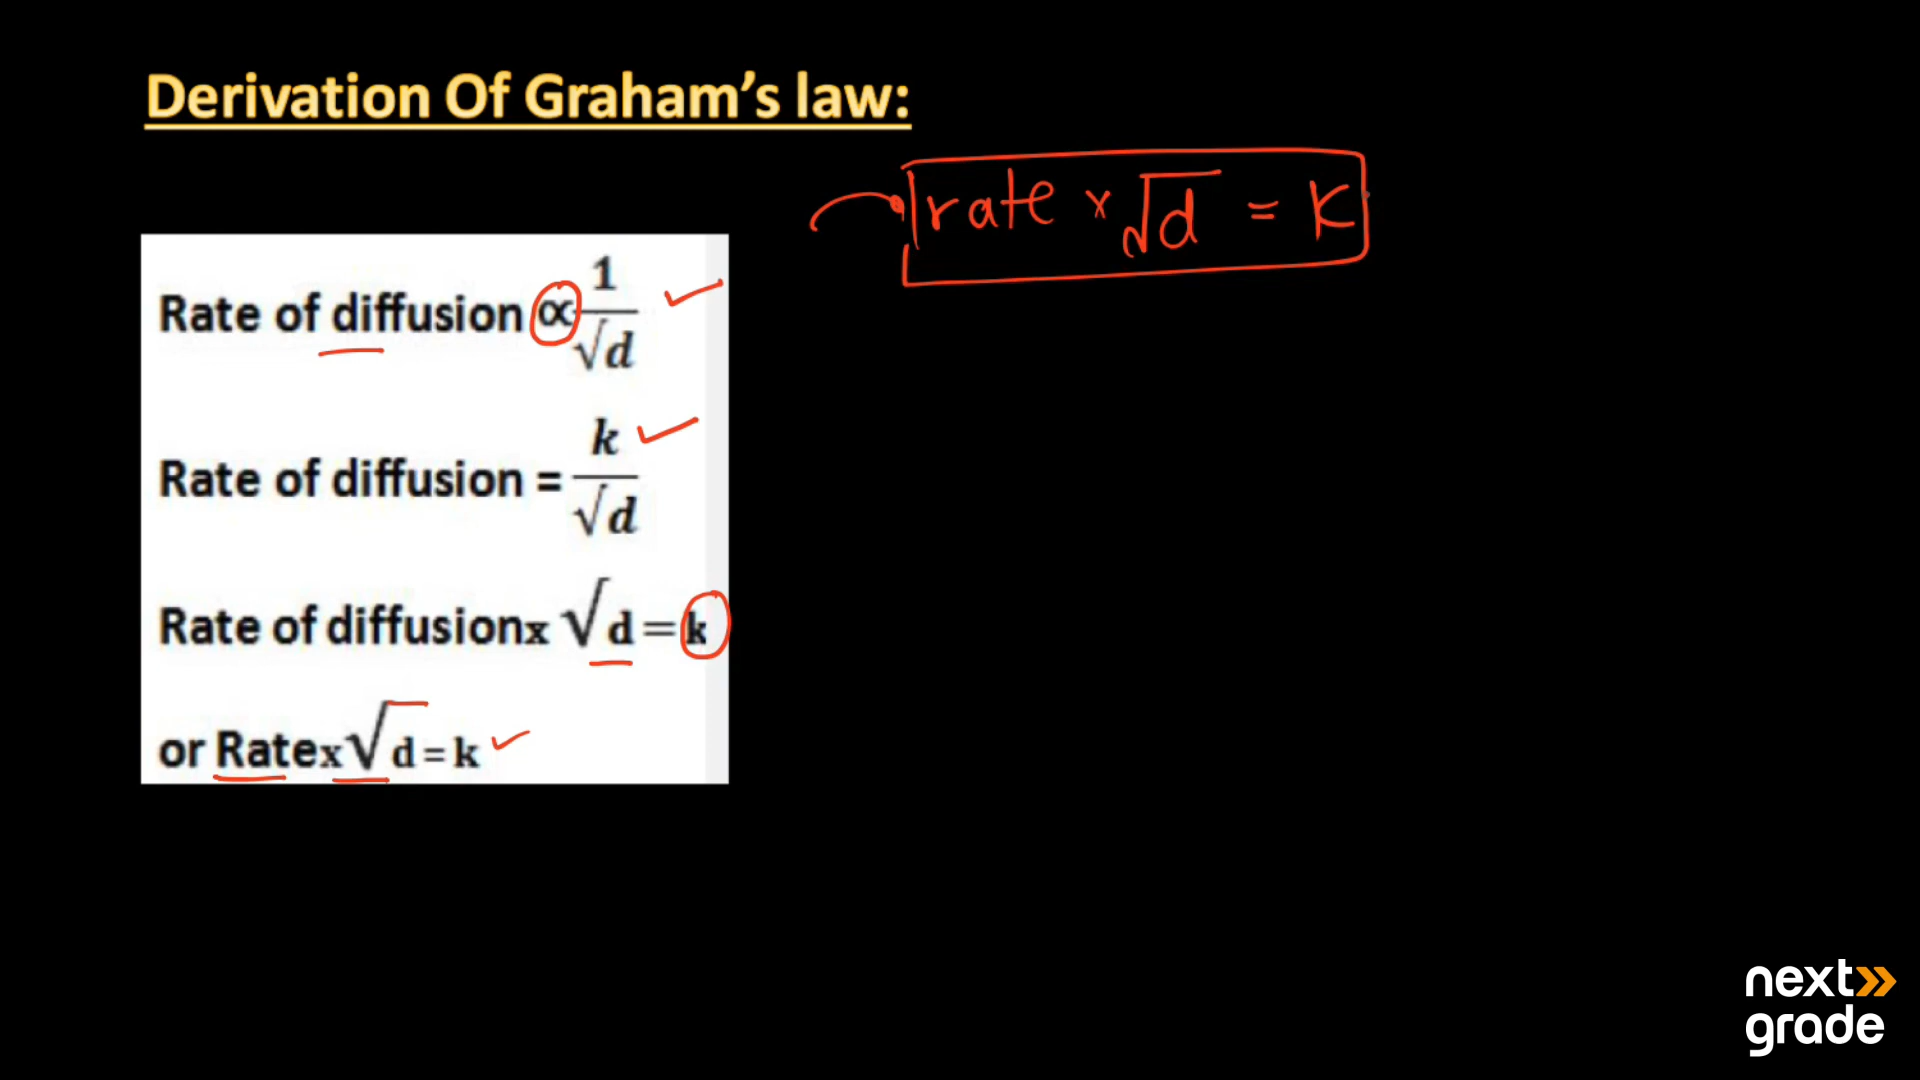 Derivation Of Graham's law:
rate × √d = K
Rate of diffusion ∝ 1/√d
Rate of diffusion = k/√d
Rate of diffusionx √d = k
or Ratex√d = k
next
grade